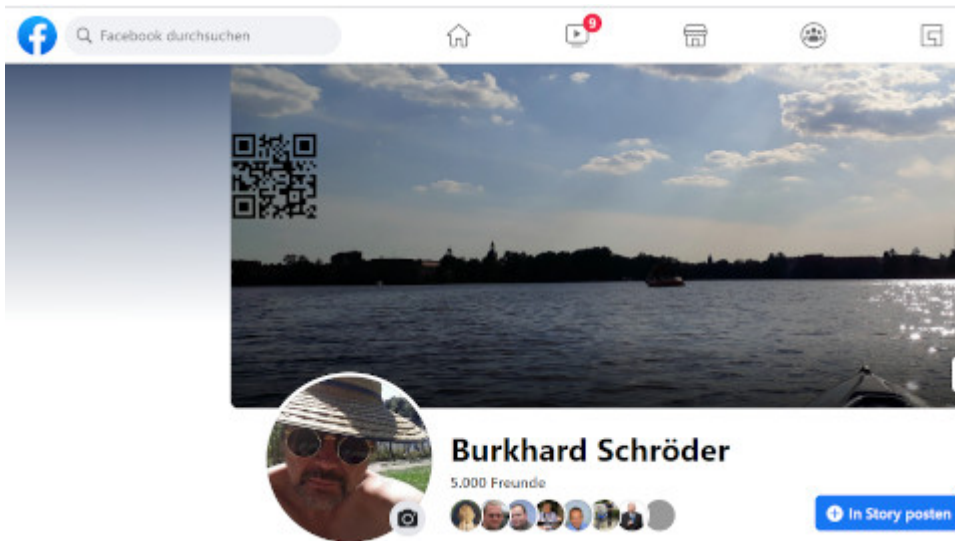 Facebook durchsuchen
9
Burkhard Schröder
5.000 Freunde
In Story posten